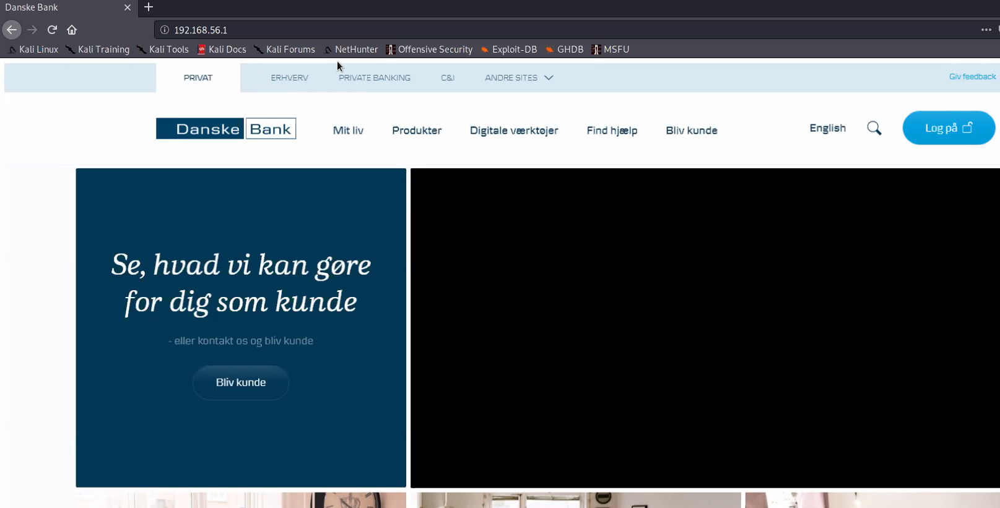 Danske Bank
192.168.56.1
Kali Linux Kali Training Kali Tools Kali Docs Kali Forums NetHunter Offensive Security Exploit-DB GHDB MSFU
PRIVAT ERHVERV PRIVATE BANKING C&I ANDRE SITES Giv feedback
Danske Bank Mit liv Produkter Digitale værktøjer Find hjælp Bliv kunde English Log på
Se, hvad vi kan gøre
for dig som kunde
- eller kontakt os og bliv kunde
Bliv kunde